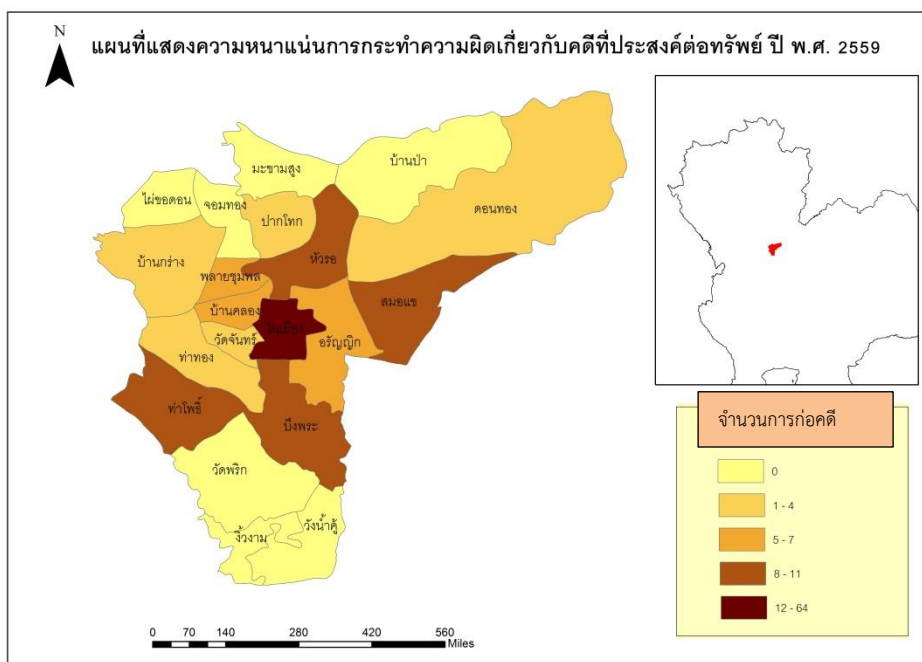 N
แผนที่แสดงความหนาแน่นการกระทำความผิดเกี่ยวกับคดีที่ประสงค์ต่อทรัพย์ ปี พ.ศ. 2559
บ้านป่า
มะขามสูง
ไผ่ขอดอน
จอมทอง
ปากโทก
ดอนทอง
บ้านกร่าง
หัวรอ
พลายชุมพล
สมอแข
บ้านคลอง
ในเมือง
วัดจันทร์
อรัญญิก
ท่าทอง
ท่าโพธิ์
บึงพระ
วัดพริก
วังน้ำคู้
งิ้วงาม
จำนวนการก่อคดี
0
1 - 4
5 - 7
8 - 11
12 - 64
0 70 140 280 420 560
Miles